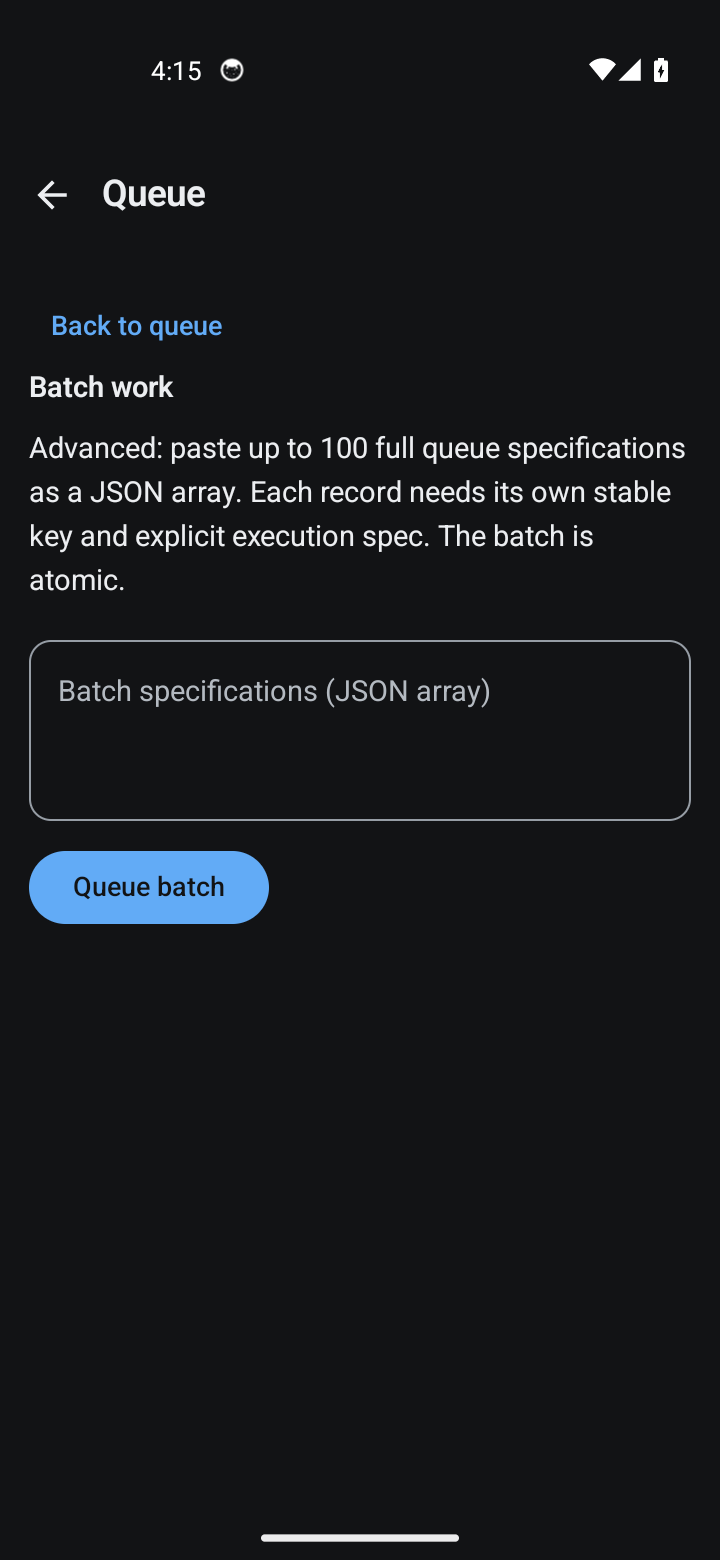 4:15
Queue
Back to queue
Batch work
Advanced: paste up to 100 full queue specifications
as a JSON array. Each record needs its own stable
key and explicit execution spec. The batch is
atomic.
Batch specifications (JSON array)
Queue batch